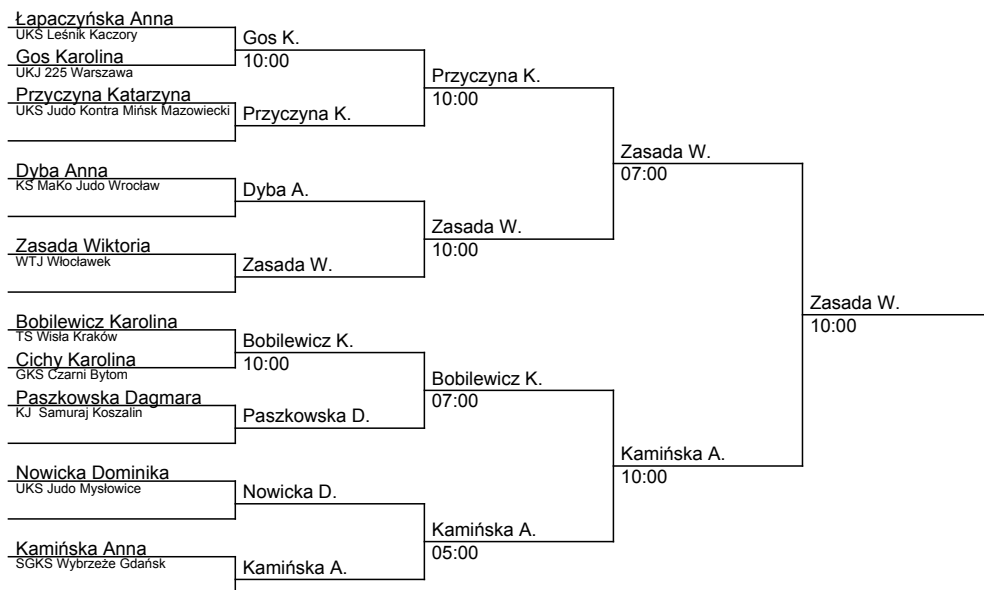 Łapaczyńska Anna
UKS Leśnik Kaczory
Gos Karolina
UKJ 225 Warszawa
Przyczyna Katarzyna
UKS Judo Kontra Mińsk Mazowiecki
Dyba Anna
KS MaKo Judo Wrocław
Zasada Wiktoria
WTJ Włocławek
Bobilewicz Karolina
TS Wisła Kraków
Cichy Karolina
GKS Czarni Bytom
Paszkowska Dagmara
KJ Samuraj Koszalin
Nowicka Dominika
UKS Judo Mysłowice
Kamińska Anna
SGKS Wybrzeże Gdańsk
Gos K.
10:00
Przyczyna K.
Dyba A.
Zasada W.
Bobilewicz K.
10:00
Paszkowska D.
Nowicka D.
Kamińska A.
Przyczyna K.
10:00
Zasada W.
10:00
Bobilewicz K.
07:00
Kamińska A.
05:00
Zasada W.
07:00
Kamińska A.
10:00
Zasada W.
10:00